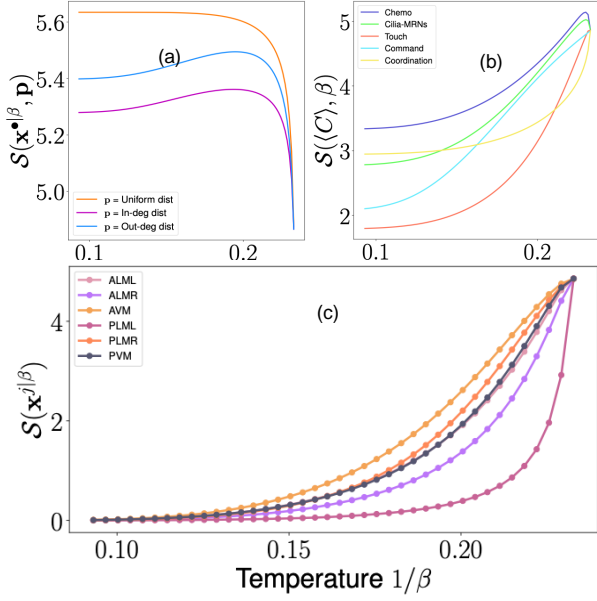 (a)
5.6
5.4
5.2
5.0
0.1
0.2
S(x^{•|β}, p)
p = Uniform dist
p = In-deg dist
p = Out-deg dist
(b)
5
4
3
2
0.1
0.2
S(⟨C⟩, β)
Chemo
Cilia-MRNs
Touch
Command
Coordination
(c)
4
2
0
0.10
0.15
0.20
S(x^{j|β})
ALML
ALMR
AVM
PLML
PLMR
PVM
Temperature 1/β